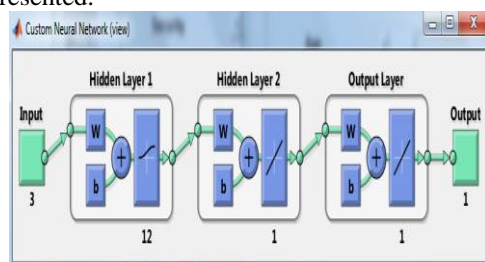 resented:
Custom Neural Network (view)
Hidden Layer 1 Hidden Layer 2 Output Layer
Input Output
W W W
+ + +
b b b
3 1
12 1 1